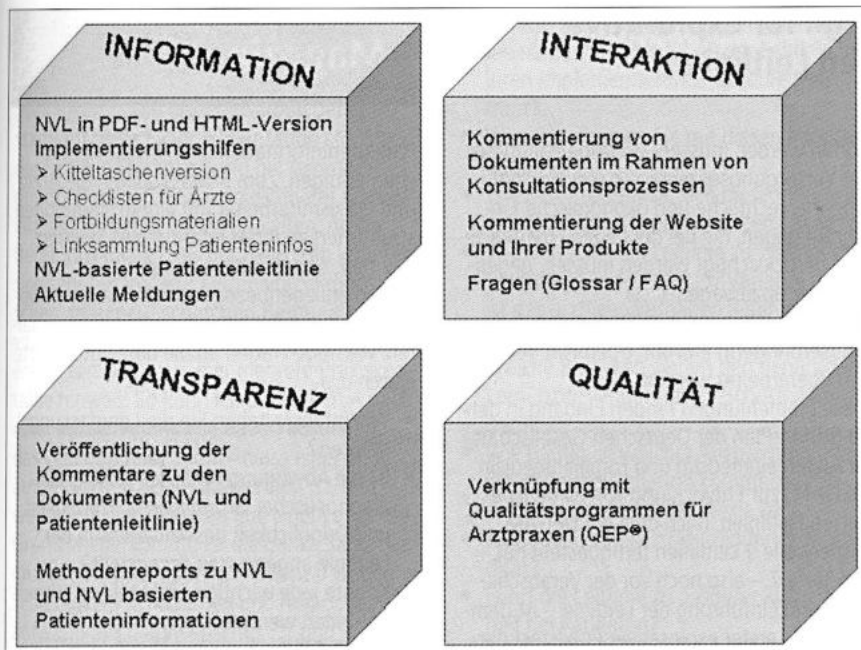 INFORMATION
NVL in PDF- und HTML-Version
Implementierungshilfen
➤ Kitteltaschenversion
➤ Checklisten für Ärzte
➤ Fortbildungsmaterialien
➤ Linksammlung Patienteninfos
NVL-basierte Patientenleitlinie
Aktuelle Meldungen
INTERAKTION
Kommentierung von
Dokumenten im Rahmen von
Konsultationsprozessen
Kommentierung der Website
und Ihrer Produkte
Fragen (Glossar / FAQ)
TRANSPARENZ
Veröffentlichung der
Kommentare zu den
Dokumenten (NVL und
Patientenleitlinie)
Methodenreports zu NVL
und NVL basierten
Patienteninformationen
QUALITÄT
Verknüpfung mit
Qualitätsprogrammen für
Arztpraxen (QEP®)